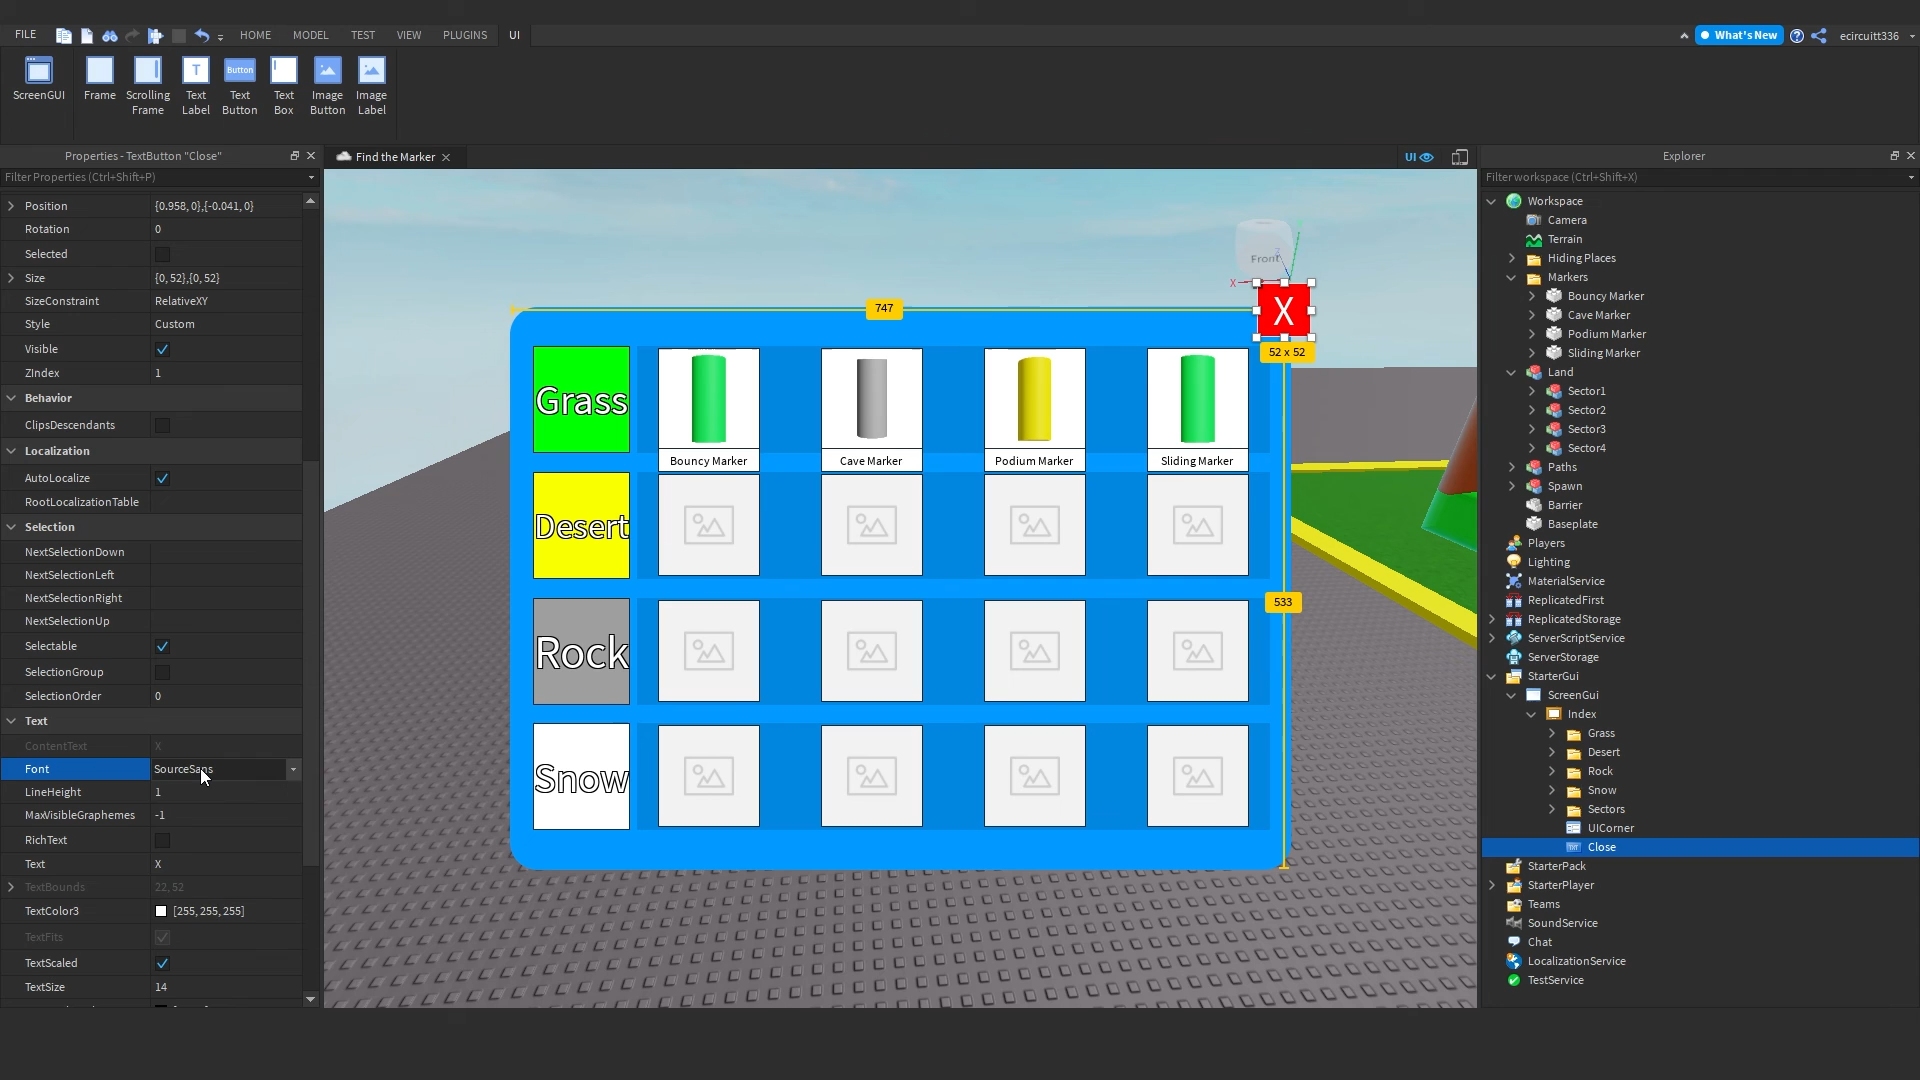 FILE HOME MODEL TEST VIEW PLUGINS UI What's New ecircuitt336
ScreenGUI Frame Scrolling Frame Text Label Text Button Text Box Image Button Image Label
Button
T
Properties - TextButton "Close"
Filter Properties (Ctrl+Shift+P)
Position {0.958, 0},{-0.041, 0}
Rotation 0
Selected
Size {0, 52},{0, 52}
SizeConstraint RelativeXY
Style Custom
Visible
ZIndex 1
Behavior
ClipsDescendants
Localization
AutoLocalize
RootLocalizationTable
Selection
NextSelectionDown
NextSelectionLeft
NextSelectionRight
NextSelectionUp
Selectable
SelectionGroup
SelectionOrder 0
Text
ContentText X
Font SourceSans
LineHeight 1
MaxVisibleGraphemes -1
RichText
Text X
TextBounds 22, 52
TextColor3 [255, 255, 255]
TextFits
TextScaled
TextSize 14
Find the Marker
UI
Front
X
Z
747
X
52 x 52
Grass
Bouncy Marker Cave Marker Podium Marker Sliding Marker
Desert
533
Rock
Snow
Explorer
Filter workspace (Ctrl+Shift+X)
Workspace
Camera
Terrain
Hiding Places
Markers
Bouncy Marker
Cave Marker
Podium Marker
Sliding Marker
Land
Sector1
Sector2
Sector3
Sector4
Paths
Spawn
Barrier
Baseplate
Players
Lighting
MaterialService
ReplicatedFirst
ReplicatedStorage
ServerScriptService
ServerStorage
StarterGui
ScreenGui
Index
Grass
Desert
Rock
Snow
Sectors
UICorner
Close
StarterPack
StarterPlayer
Teams
SoundService
Chat
LocalizationService
TestService